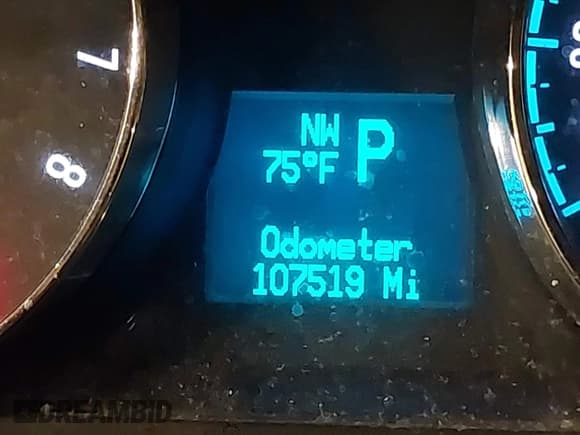 7
8
NW P
75°F
Odometer
107519 Mi
DREAMBID